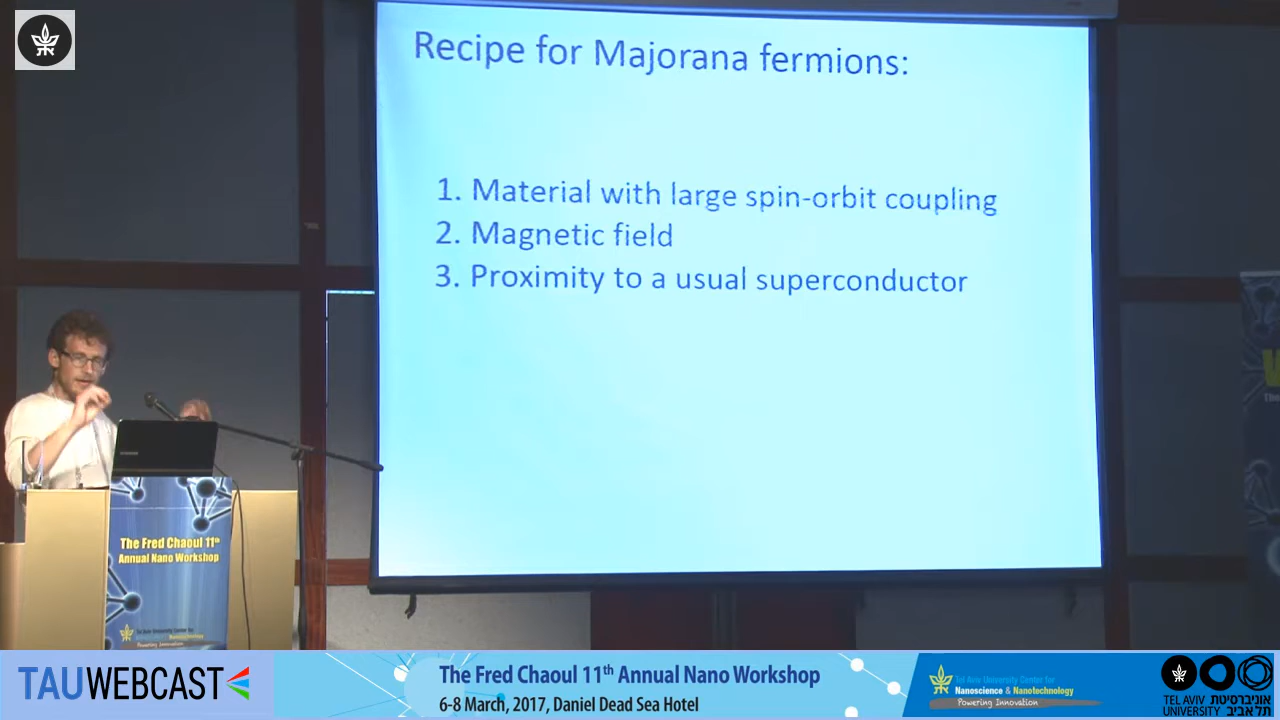 Recipe for Majorana fermions:
1. Material with large spin-orbit coupling
2. Magnetic field
3. Proximity to a usual superconductor
The Fred Chaoul 11th
Annual Nano Workshop
Powering Innovation
TAUWEBCAST
The Fred Chaoul 11th Annual Nano Workshop
6-8 March, 2017, Daniel Dead Sea Hotel
Tel Aviv University Center for
Nanoscience & Nanotechnology
Powering Innovation
TEL AVIV אוניברסיטת
UNIVERSITY תל אביב